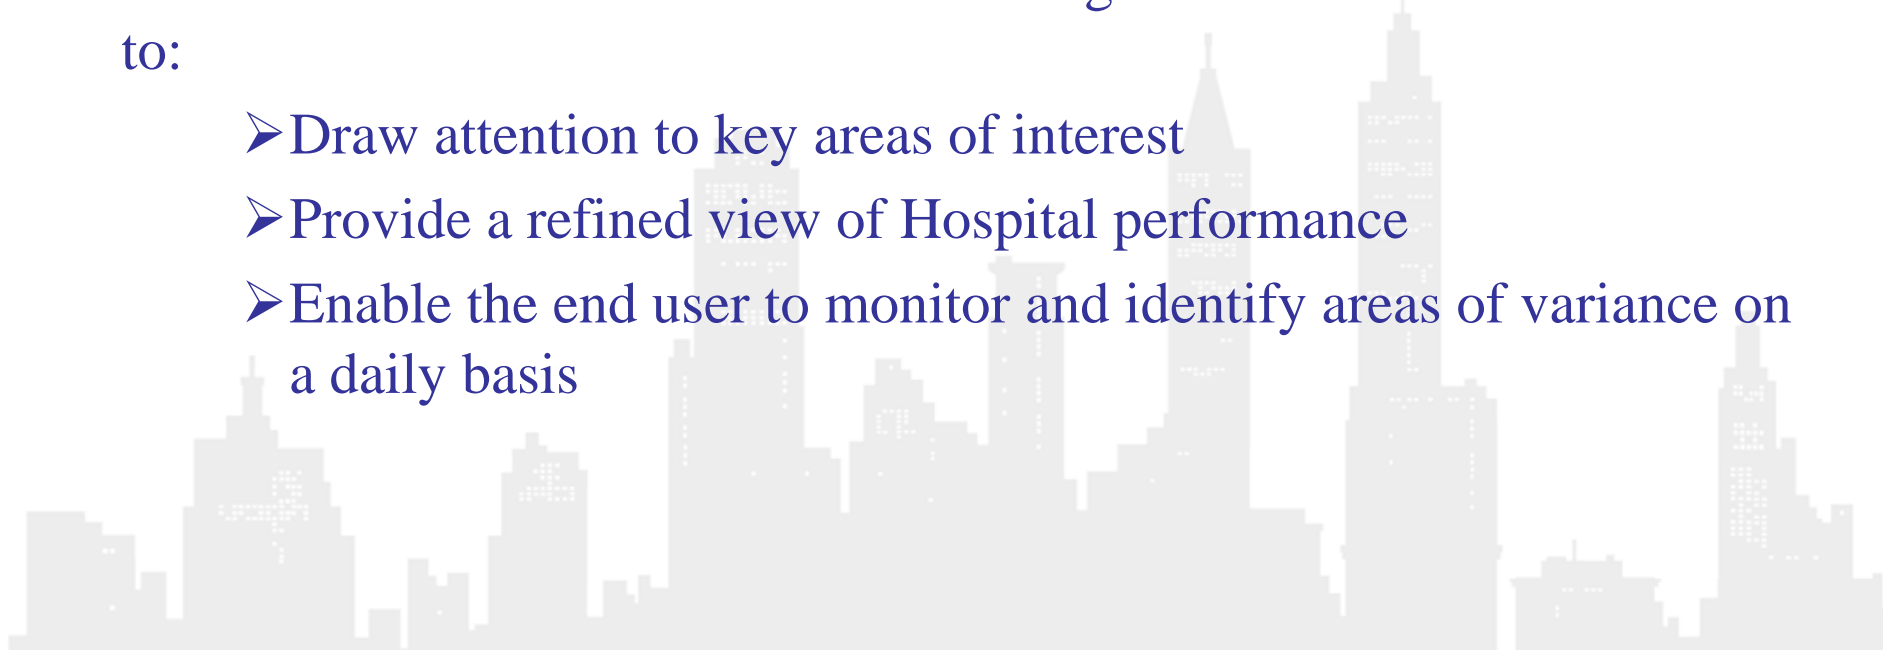 to:
➢Draw attention to key areas of interest
➢Provide a refined view of Hospital performance
➢Enable the end user to monitor and identify areas of variance on
a daily basis